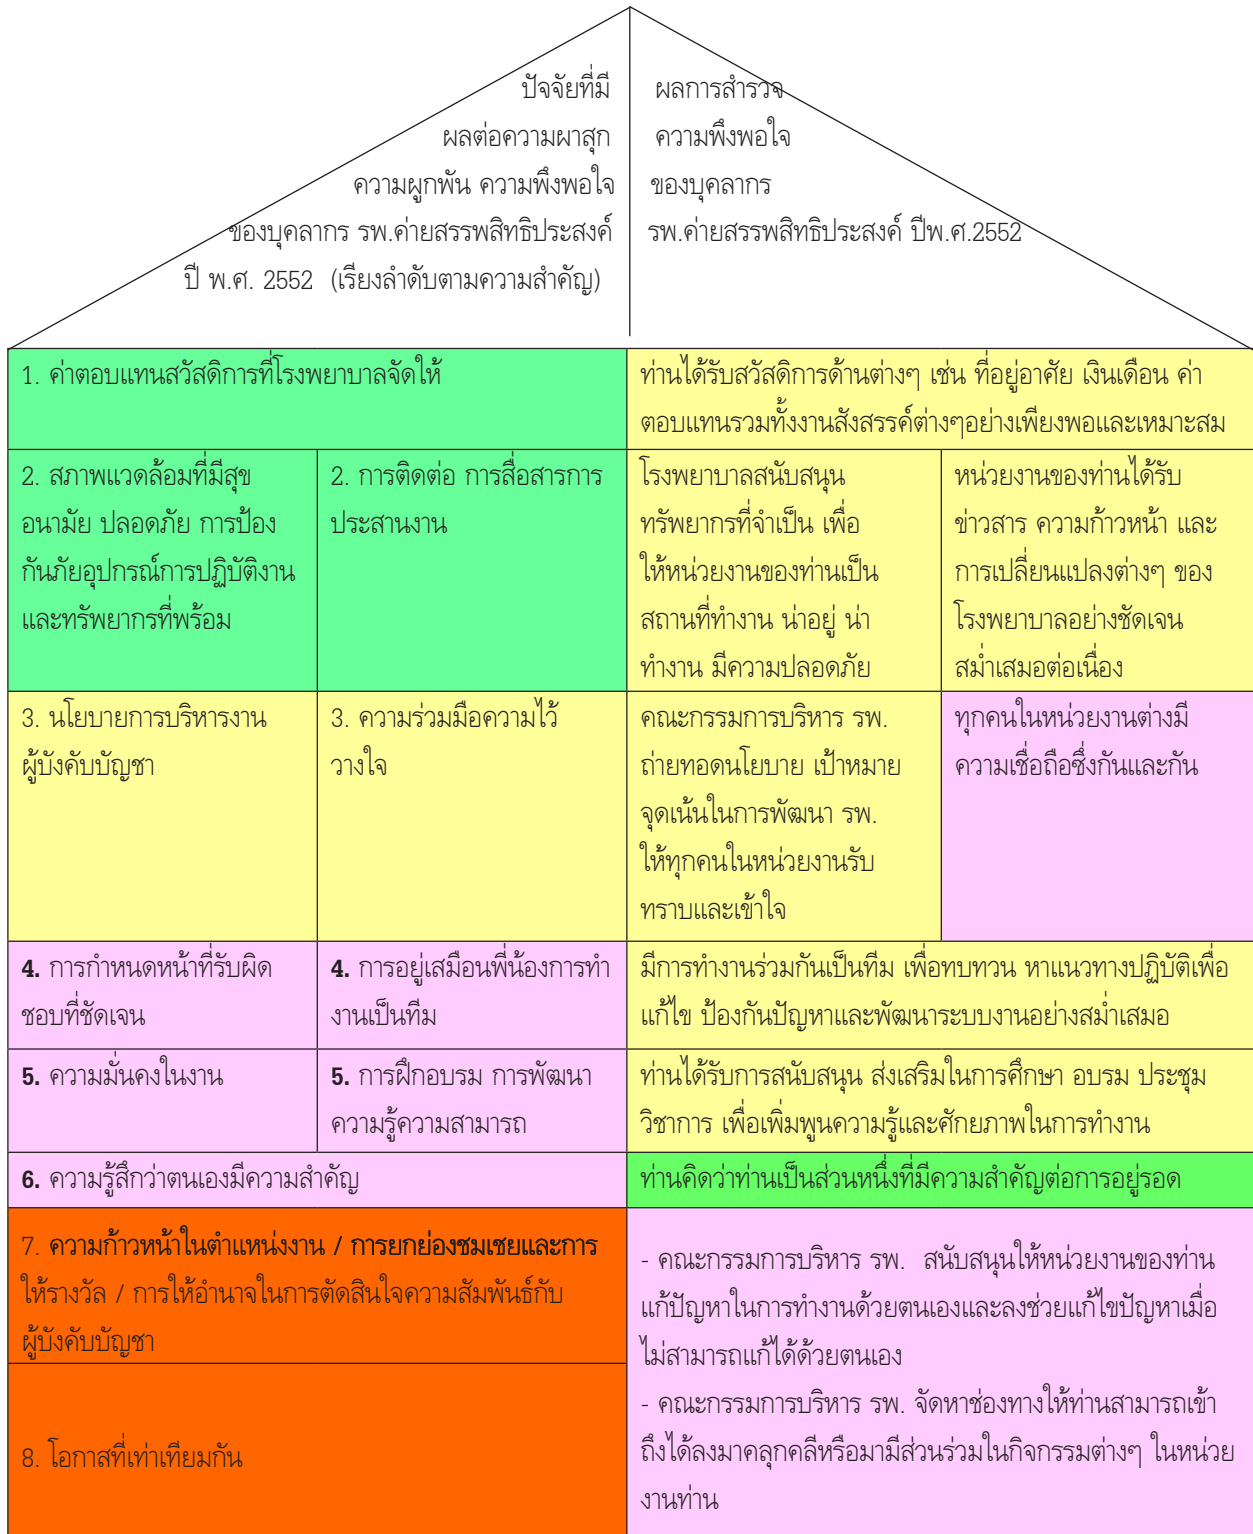 ปัจจัยที่มี
ผลต่อความผาสุก
ความผูกพัน ความพึงพอใจ
ของบุคลากร รพ.ค่ายสรรพสิทธิประสงค์
ปี พ.ศ. 2552 (เรียงลำดับตามความสำคัญ)
ผลการสำรวจ
ความพึงพอใจ
ของบุคลากร
รพ.ค่ายสรรพสิทธิประสงค์ ปีพ.ศ.2552
1. ค่าตอบแทนสวัสดิการที่โรงพยาบาลจัดให้
ท่านได้รับสวัสดิการด้านต่างๆ เช่น ที่อยู่อาศัย เงินเดือน ค่า
ตอบแทนรวมทั้งงานสังสรรค์ต่างๆอย่างเพียงพอและเหมาะสม
2. สภาพแวดล้อมที่มีสุข
อนามัย ปลอดภัย การป้อง
กันภัยอุปกรณ์การปฏิบัติงาน
และทรัพยากรที่พร้อม
2. การติดต่อ การสื่อสารการ
ประสานงาน
โรงพยาบาลสนับสนุน
ทรัพยากรที่จำเป็น เพื่อ
ให้หน่วยงานของท่านเป็น
สถานที่ทำงาน น่าอยู่ น่า
ทำงาน มีความปลอดภัย
หน่วยงานของท่านได้รับ
ข่าวสาร ความก้าวหน้า และ
การเปลี่ยนแปลงต่างๆ ของ
โรงพยาบาลอย่างชัดเจน
สม่ำเสมอต่อเนื่อง
3. นโยบายการบริหารงาน
ผู้บังคับบัญชา
3. ความร่วมมือความไว้
วางใจ
คณะกรรมการบริหาร รพ.
ถ่ายทอดนโยบาย เป้าหมาย
จุดเน้นในการพัฒนา รพ.
ให้ทุกคนในหน่วยงานรับ
ทราบและเข้าใจ
ทุกคนในหน่วยงานต่างมี
ความเชื่อถือซึ่งกันและกัน
4. การกำหนดหน้าที่รับผิด
ชอบที่ชัดเจน
4. การอยู่เสมือนพี่น้องการทำ
งานเป็นทีม
มีการทำงานร่วมกันเป็นทีม เพื่อทบทวน หาแนวทางปฏิบัติเพื่อ
แก้ไข ป้องกันปัญหาและพัฒนาระบบงานอย่างสม่ำเสมอ
5. ความมั่นคงในงาน
5. การฝึกอบรม การพัฒนา
ความรู้ความสามารถ
ท่านได้รับการสนับสนุน ส่งเสริมในการศึกษา อบรม ประชุม
วิชาการ เพื่อเพิ่มพูนความรู้และศักยภาพในการทำงาน
6. ความรู้สึกว่าตนเองมีความสำคัญ
ท่านคิดว่าท่านเป็นส่วนหนึ่งที่มีความสำคัญต่อการอยู่รอด
7. ความก้าวหน้าในตำแหน่งงาน / การยกย่องชมเชยและการ
ให้รางวัล / การให้อำนาจในการตัดสินใจความสัมพันธ์กับ
ผู้บังคับบัญชา
8. โอกาสที่เท่าเทียมกัน
- คณะกรรมการบริหาร รพ. สนับสนุนให้หน่วยงานของท่าน
แก้ปัญหาในการทำงานด้วยตนเองและลงช่วยแก้ไขปัญหาเมื่อ
ไม่สามารถแก้ได้ด้วยตนเอง
- คณะกรรมการบริหาร รพ. จัดหาช่องทางให้ท่านสามารถเข้า
ถึงได้ลงมาคลุกคลีหรือมามีส่วนร่วมในกิจกรรมต่างๆ ในหน่วย
งานท่าน